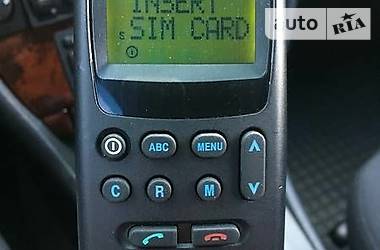 INSERT
S SIM CARD
auto RIA
ABC MENU
C R M